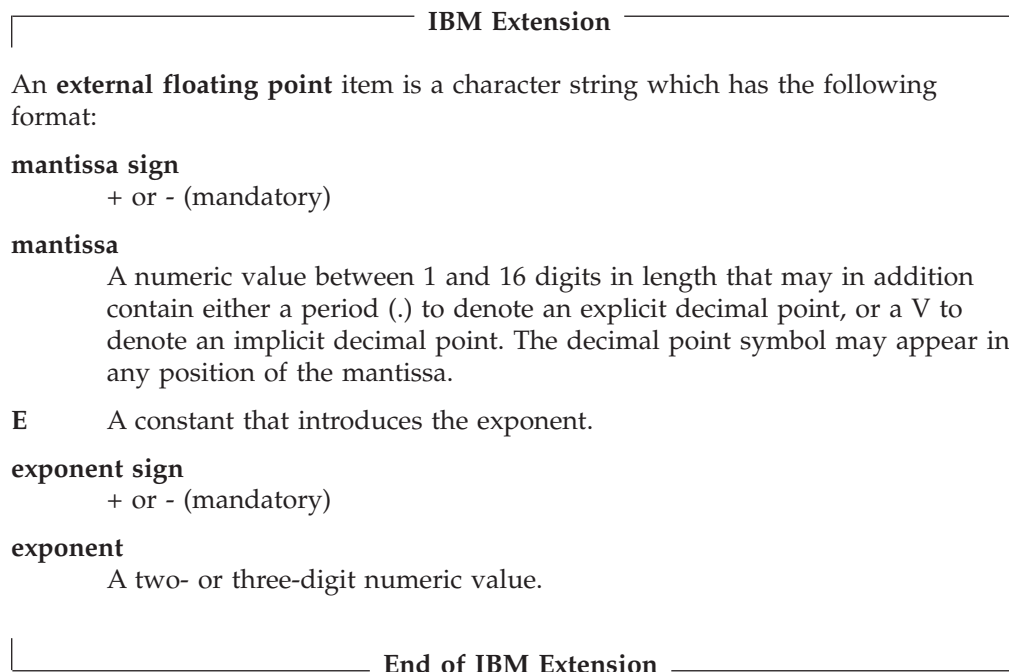 IBM Extension
An external floating point item is a character string which has the following
format:
mantissa sign
+ or - (mandatory)
mantissa
A numeric value between 1 and 16 digits in length that may in addition
contain either a period (.) to denote an explicit decimal point, or a V to
denote an implicit decimal point. The decimal point symbol may appear in
any position of the mantissa.
E A constant that introduces the exponent.
exponent sign
+ or - (mandatory)
exponent
A two- or three-digit numeric value.
End of IBM Extension